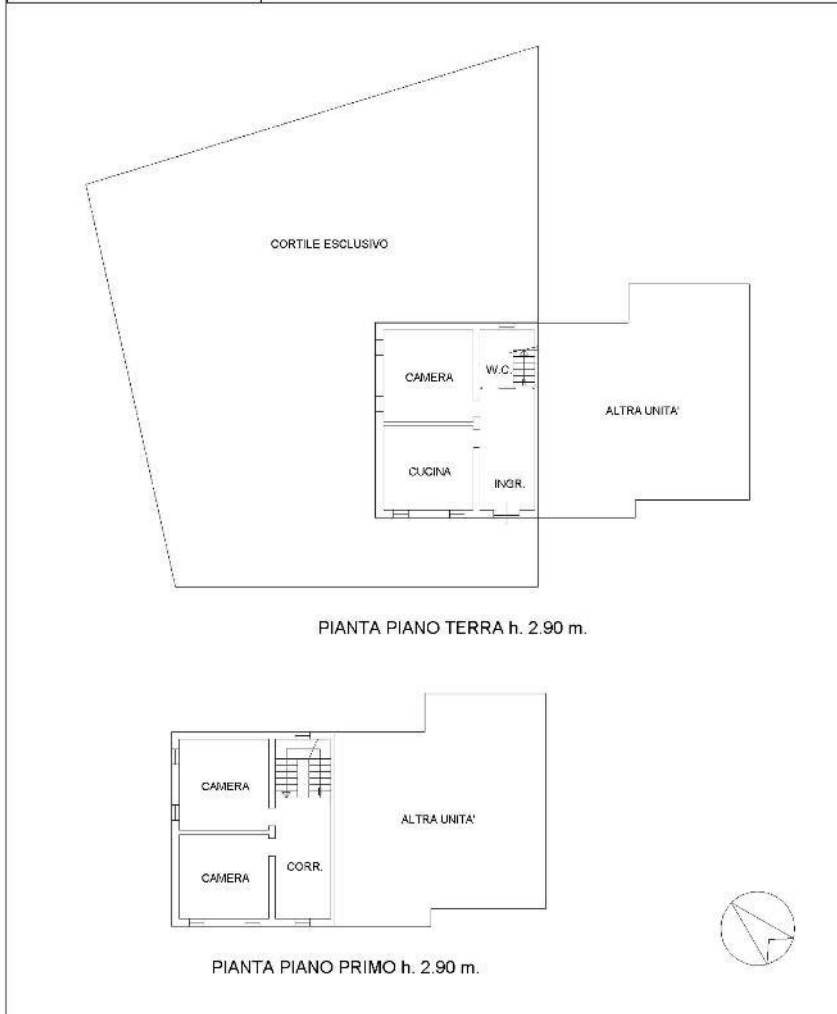 CORTILE ESCLUSIVO
CAMERA
W.C.
ALTRA UNITA'
CUCINA
INGR.
PIANTA PIANO TERRA h. 2.90 m.
CAMERA
ALTRA UNITA'
CORR.
CAMERA
PIANTA PIANO PRIMO h. 2.90 m.